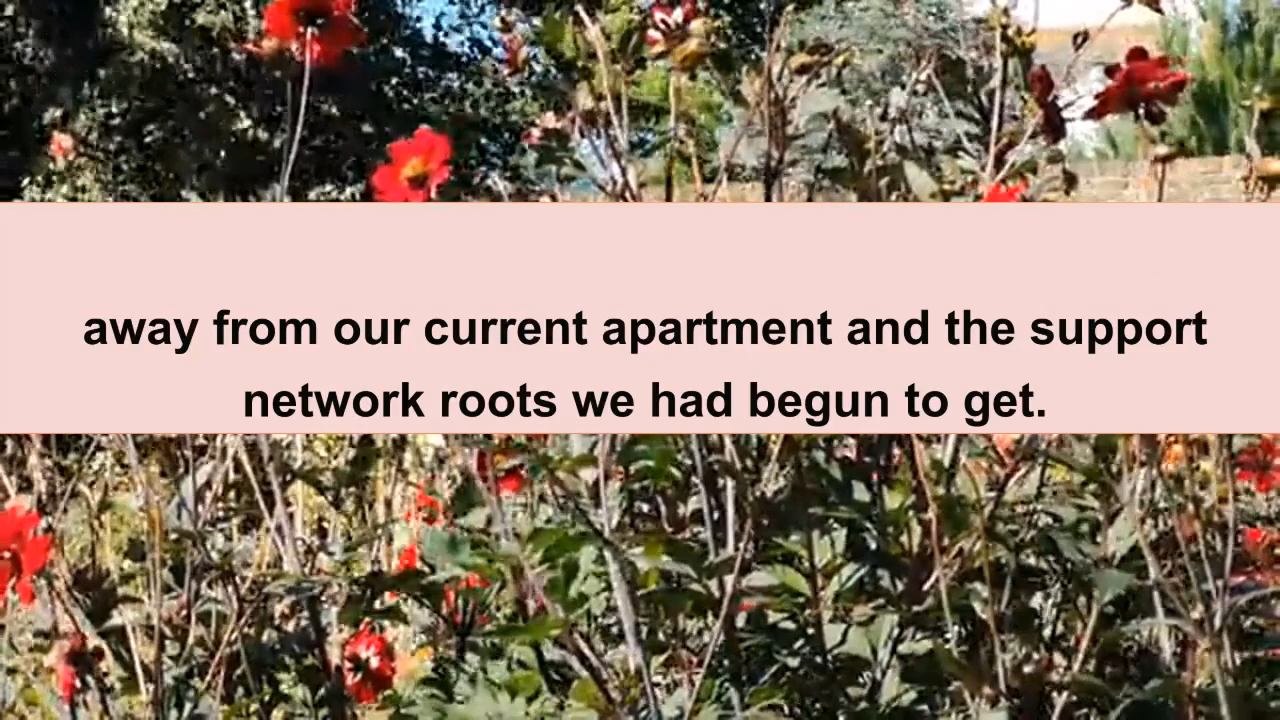 away from our current apartment and the support
network roots we had begun to get.